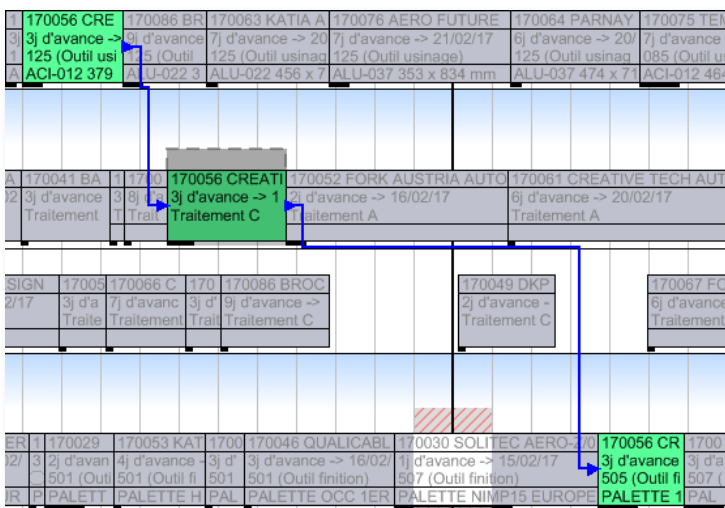 1 170056 CRE 170086 BR 170063 KATIA A 170076 AERO FUTURE 170064 PARNAY 170075 TEM
3j 3j d'avance -> 9j d'avance 7j d'avance -> 20 7j d'avance -> 21/02/17 6j d'avance -> 20/ 7j d'avance
125 (Outil usi 125 (Outil 125 (Outil usinag 125 (Outil usinage) 125 (Outil usinag 085 (Outil us
A ACI-012 379 ALU-022 3 ALU-022 456 x 7 ALU-037 353 x 834 mm ALU-037 474 x 71 ACI-012 464
A 170041 BA 1 1700 170056 CREATI 170052 FORK AUSTRIA AUTO 170061 CREATIVE TECH AUT
02 3j d'avance 3 8j d'a 3j d'avance -> 1 2j d'avance -> 16/02/17 6j d'avance -> 20/02/17
Traitement T Trait Traitement C Traitement A Traitement A
SIGN 17005 170066 C 170 170086 BROC 170049 DKP 170067 FO
2/17 3j d'a 7j d'avanc 3j d' 9j d'avance -> 2j d'avance - 6j d'avance
Traite Traitement Trait Traitement C Traitement C Traitement
ER 1 170029 170053 KAT 1700 170046 QUALICABL 170030 SOLITEC AERO-2/0 170056 CR 1700
02/ 3 2j d'avan 4j d'avance - 3j d' 3j d'avance -> 16/02/ 1j d'avance -> 15/02/17 3j d'avance 3j d'a
501 (Outi 501 (Outil fi 501 501 (Outil finition) 507 (Outil finition) 505 (Outil fi 507 (
UR P PALETT PALETTE H PAL PALETTE OCC 1ER PALETTE NIMP15 EUROPE PALETTE 1 PAL